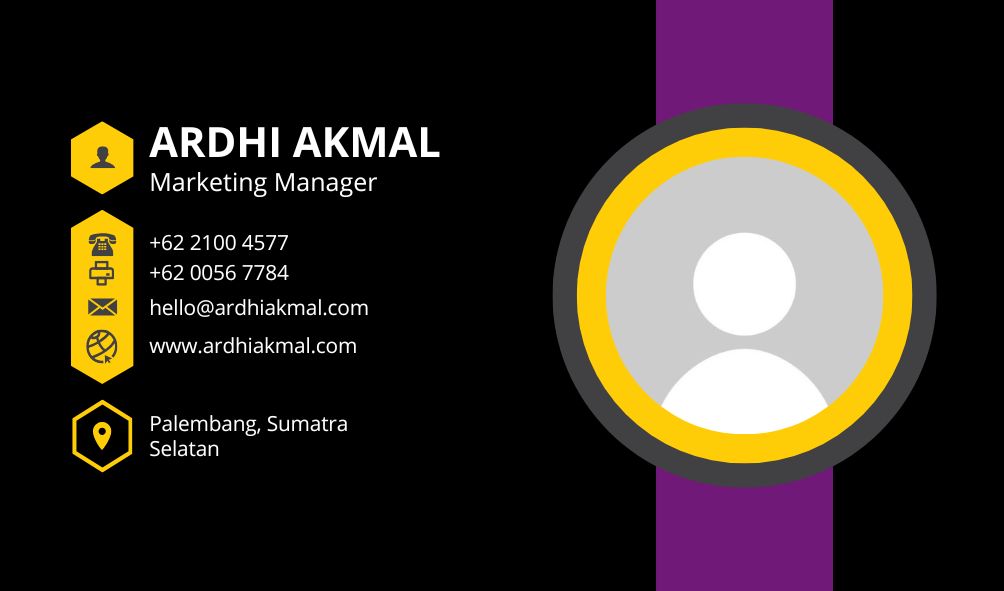 ARDHI AKMAL
Marketing Manager
+62 2100 4577
+62 0056 7784
hello@ardhiakmal.com
www.ardhiakmal.com
Palembang, Sumatra
Selatan